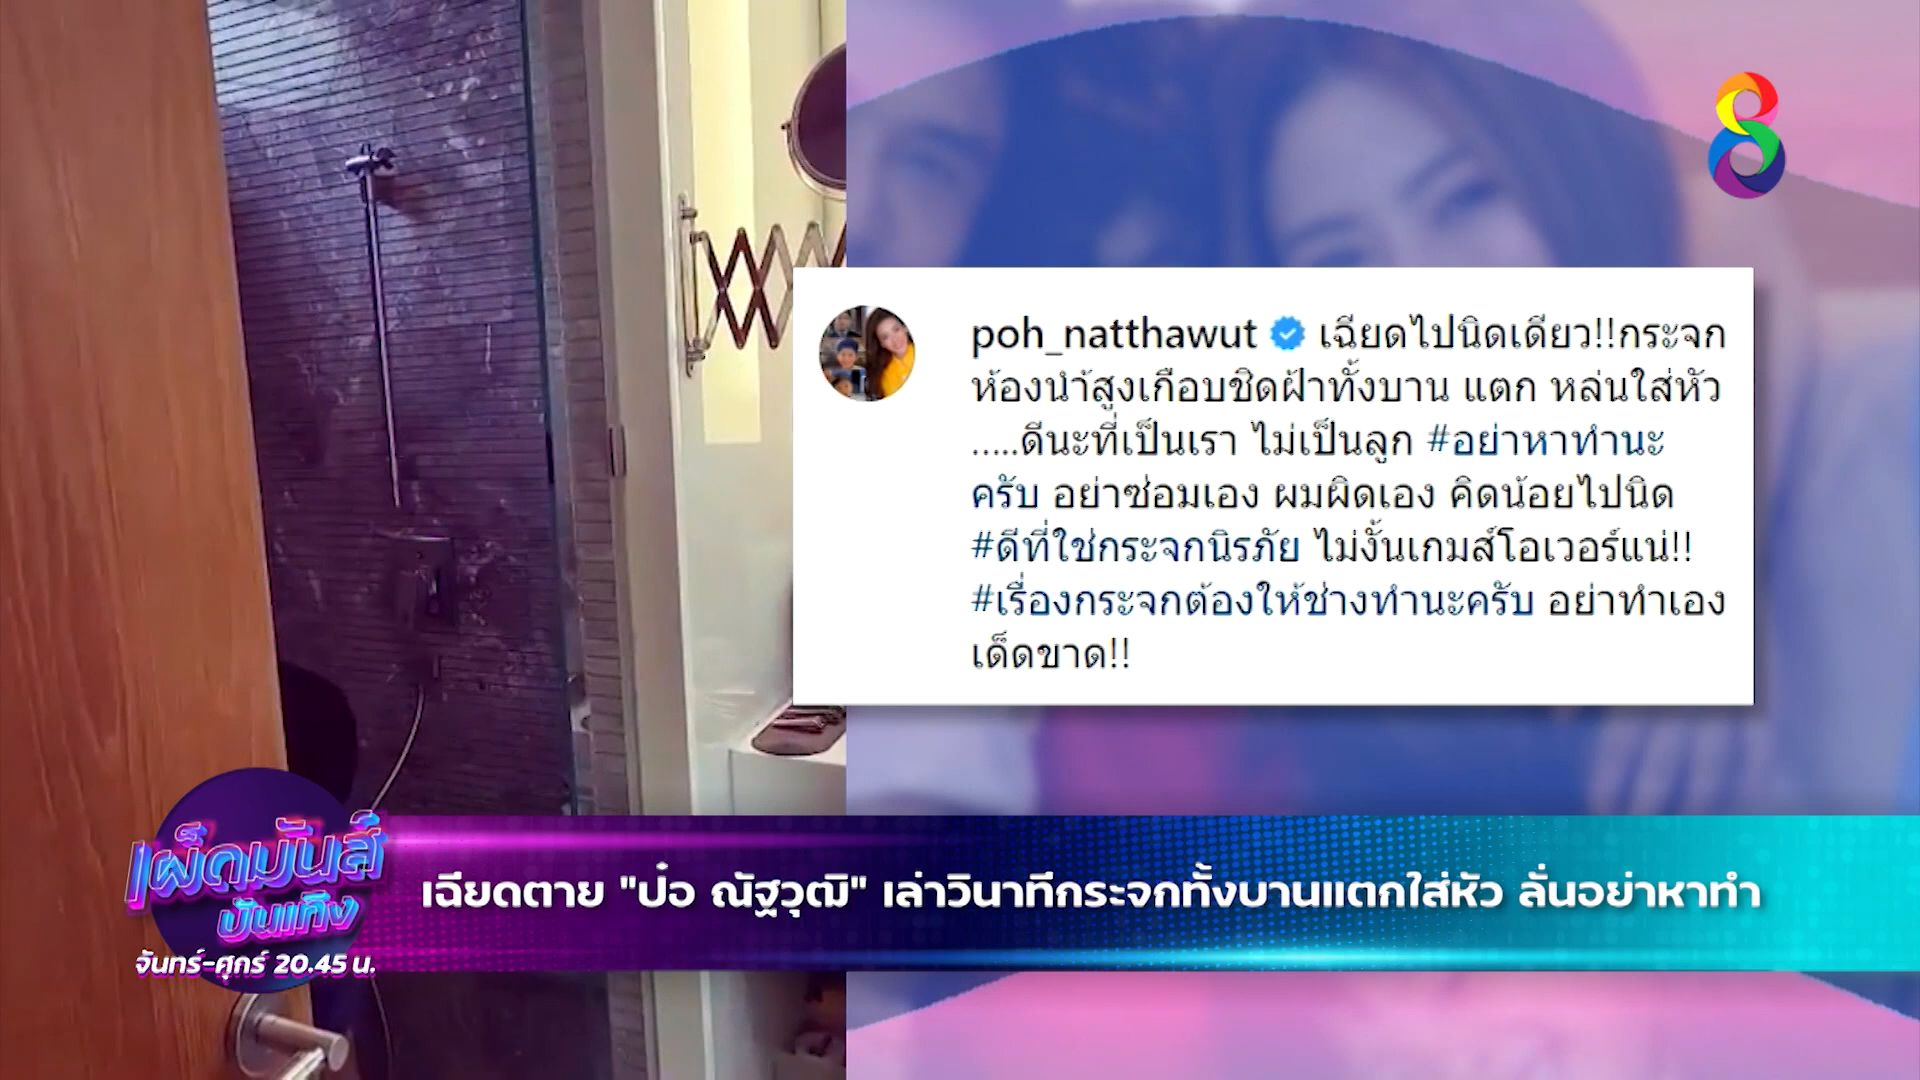 8
poh_natthawut เฉียดไปนิดเดียว!!กระจก
ห้องน้ำสูงเกือบชิดฝ้าทั้งบาน แตก หล่นใส่หัว
.....ดีนะที่เป็นเรา ไม่เป็นลูก #อย่าหาทำนะ
ครับ อย่าซ่อมเอง ผมผิดเอง คิดน้อยไปนิด
#ดีที่ใช่กระจกนิรภัย ไม่งั้นเกมส์โอเวอร์แน่!!
#เรื่องกระจกต้องให้ช่างทำนะครับ อย่าทำเอง
เด็ดขาด!!
เผ็ดมันส์
บันเทิง
จันทร์-ศุกร์ 20.45 น.
เฉียดตาย "ป๋อ ณัฐวุฒิ" เล่าวินาทีกระจกทั้งบานแตกใส่หัว ลั่นอย่าหาทำ